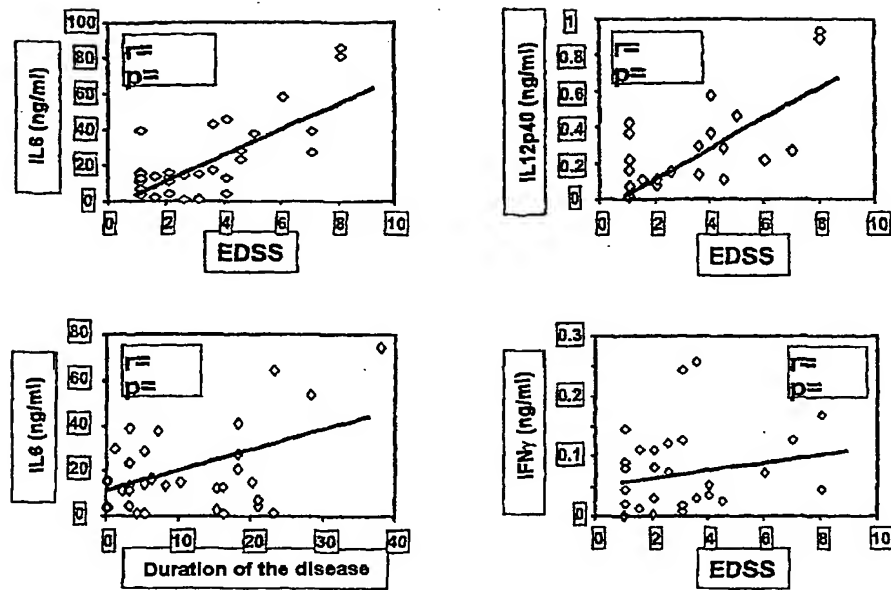 IL6 (ng/ml)
100
80
60
40
20
0
r=
p=
0 2 4 6 8 10
EDSS
IL12p40 (ng/ml)
1
0.8
0.6
0.4
0.2
0
r=
p=
0 2 4 6 8 10
EDSS
IL6 (ng/ml)
80
60
40
20
0
r=
p=
0 10 20 30 40
Duration of the disease
IFNγ (ng/ml)
0.3
0.2
0.1
0
r=
p=
0 2 4 6 8 10
EDSS